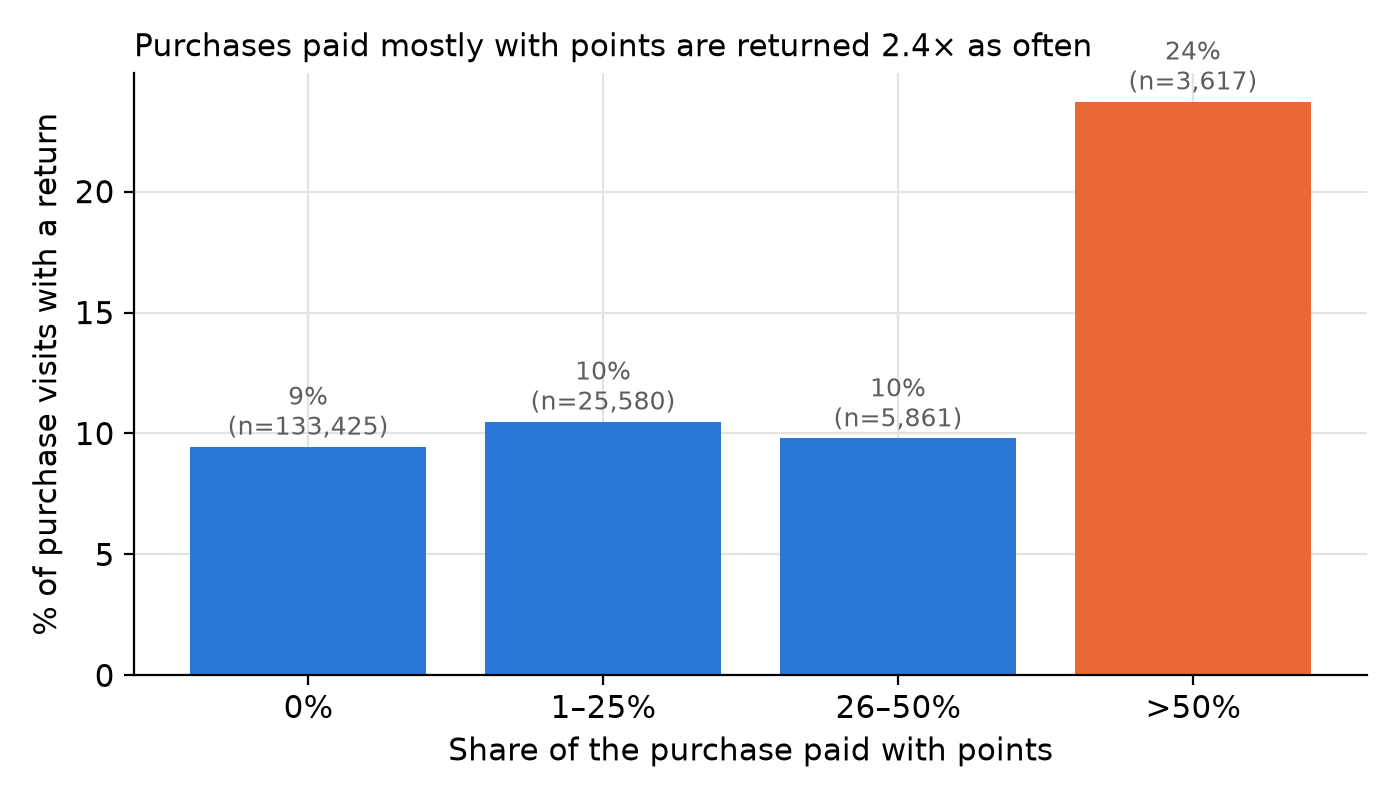 Purchases paid mostly with points are returned 2.4× as often
24%
(n=3,617)
% of purchase visits with a return
20
15
10
5
0
9%
(n=133,425)
10%
(n=25,580)
10%
(n=5,861)
0%
1–25%
26–50%
>50%
Share of the purchase paid with points